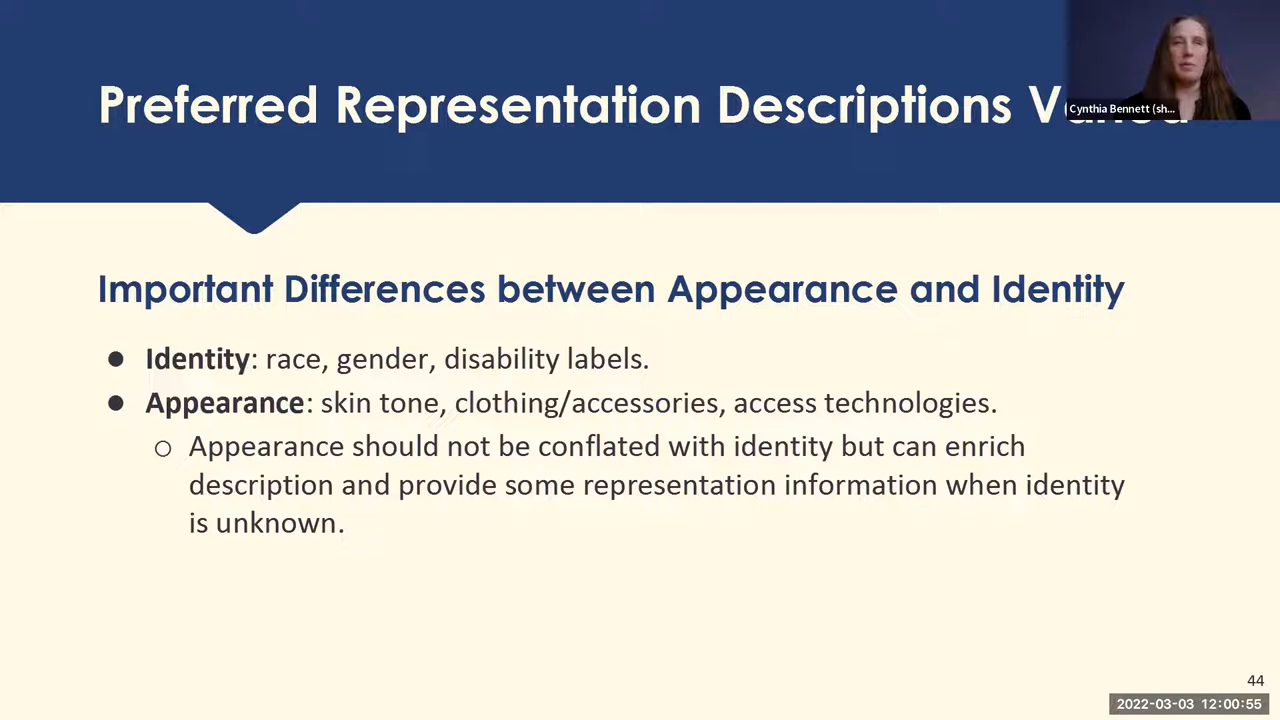 Preferred Representation Descriptions
Cynthia Bennett (sh...
Important Differences between Appearance and Identity
● Identity: race, gender, disability labels.
● Appearance: skin tone, clothing/accessories, access technologies.
○ Appearance should not be conflated with identity but can enrich
description and provide some representation information when identity
is unknown.
44
2022-03-03 12:00:55